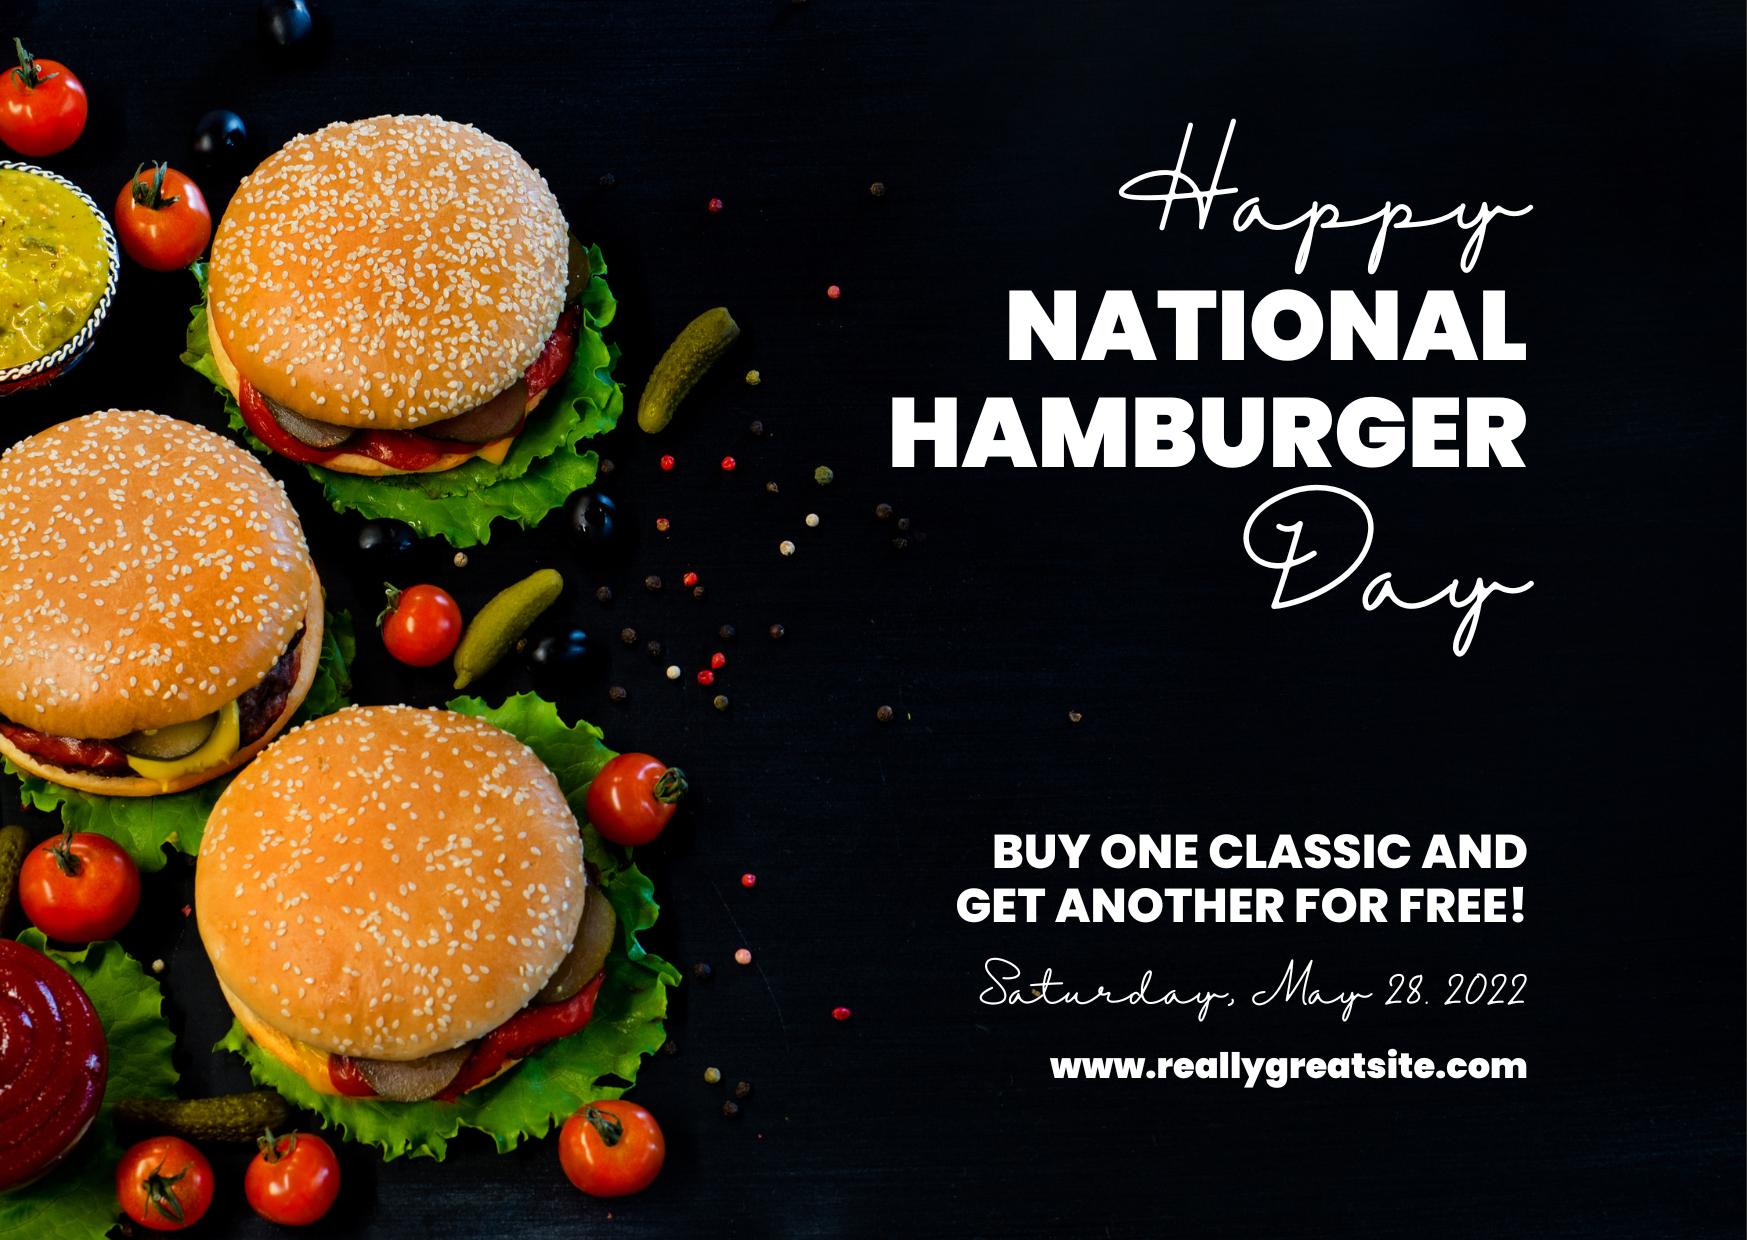 Happy
NATIONAL
HAMBURGER
Day
BUY ONE CLASSIC AND
GET ANOTHER FOR FREE!
Saturday, May 28. 2022
www.reallygreatsite.com